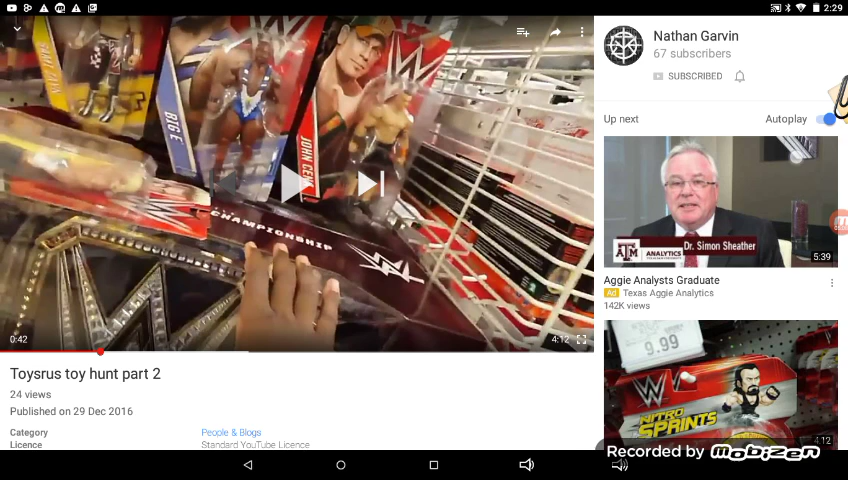 2:29
BIG E
JOHN CENA
CHAMPIONSHIP
0:42
4:12
Toysrus toy hunt part 2
24 views
Published on 29 Dec 2016
Category
People & Blogs
Licence
Standard YouTube Licence
Nathan Garvin
67 subscribers
SUBSCRIBED
Up next
Autoplay
ATM ANALYTICS Dr. Simon Sheather
5:39
Aggie Analysts Graduate
Ad Texas Aggie Analytics
142K views
9.99
NITRO
SPRINTS
4:12
Recorded by mobizen